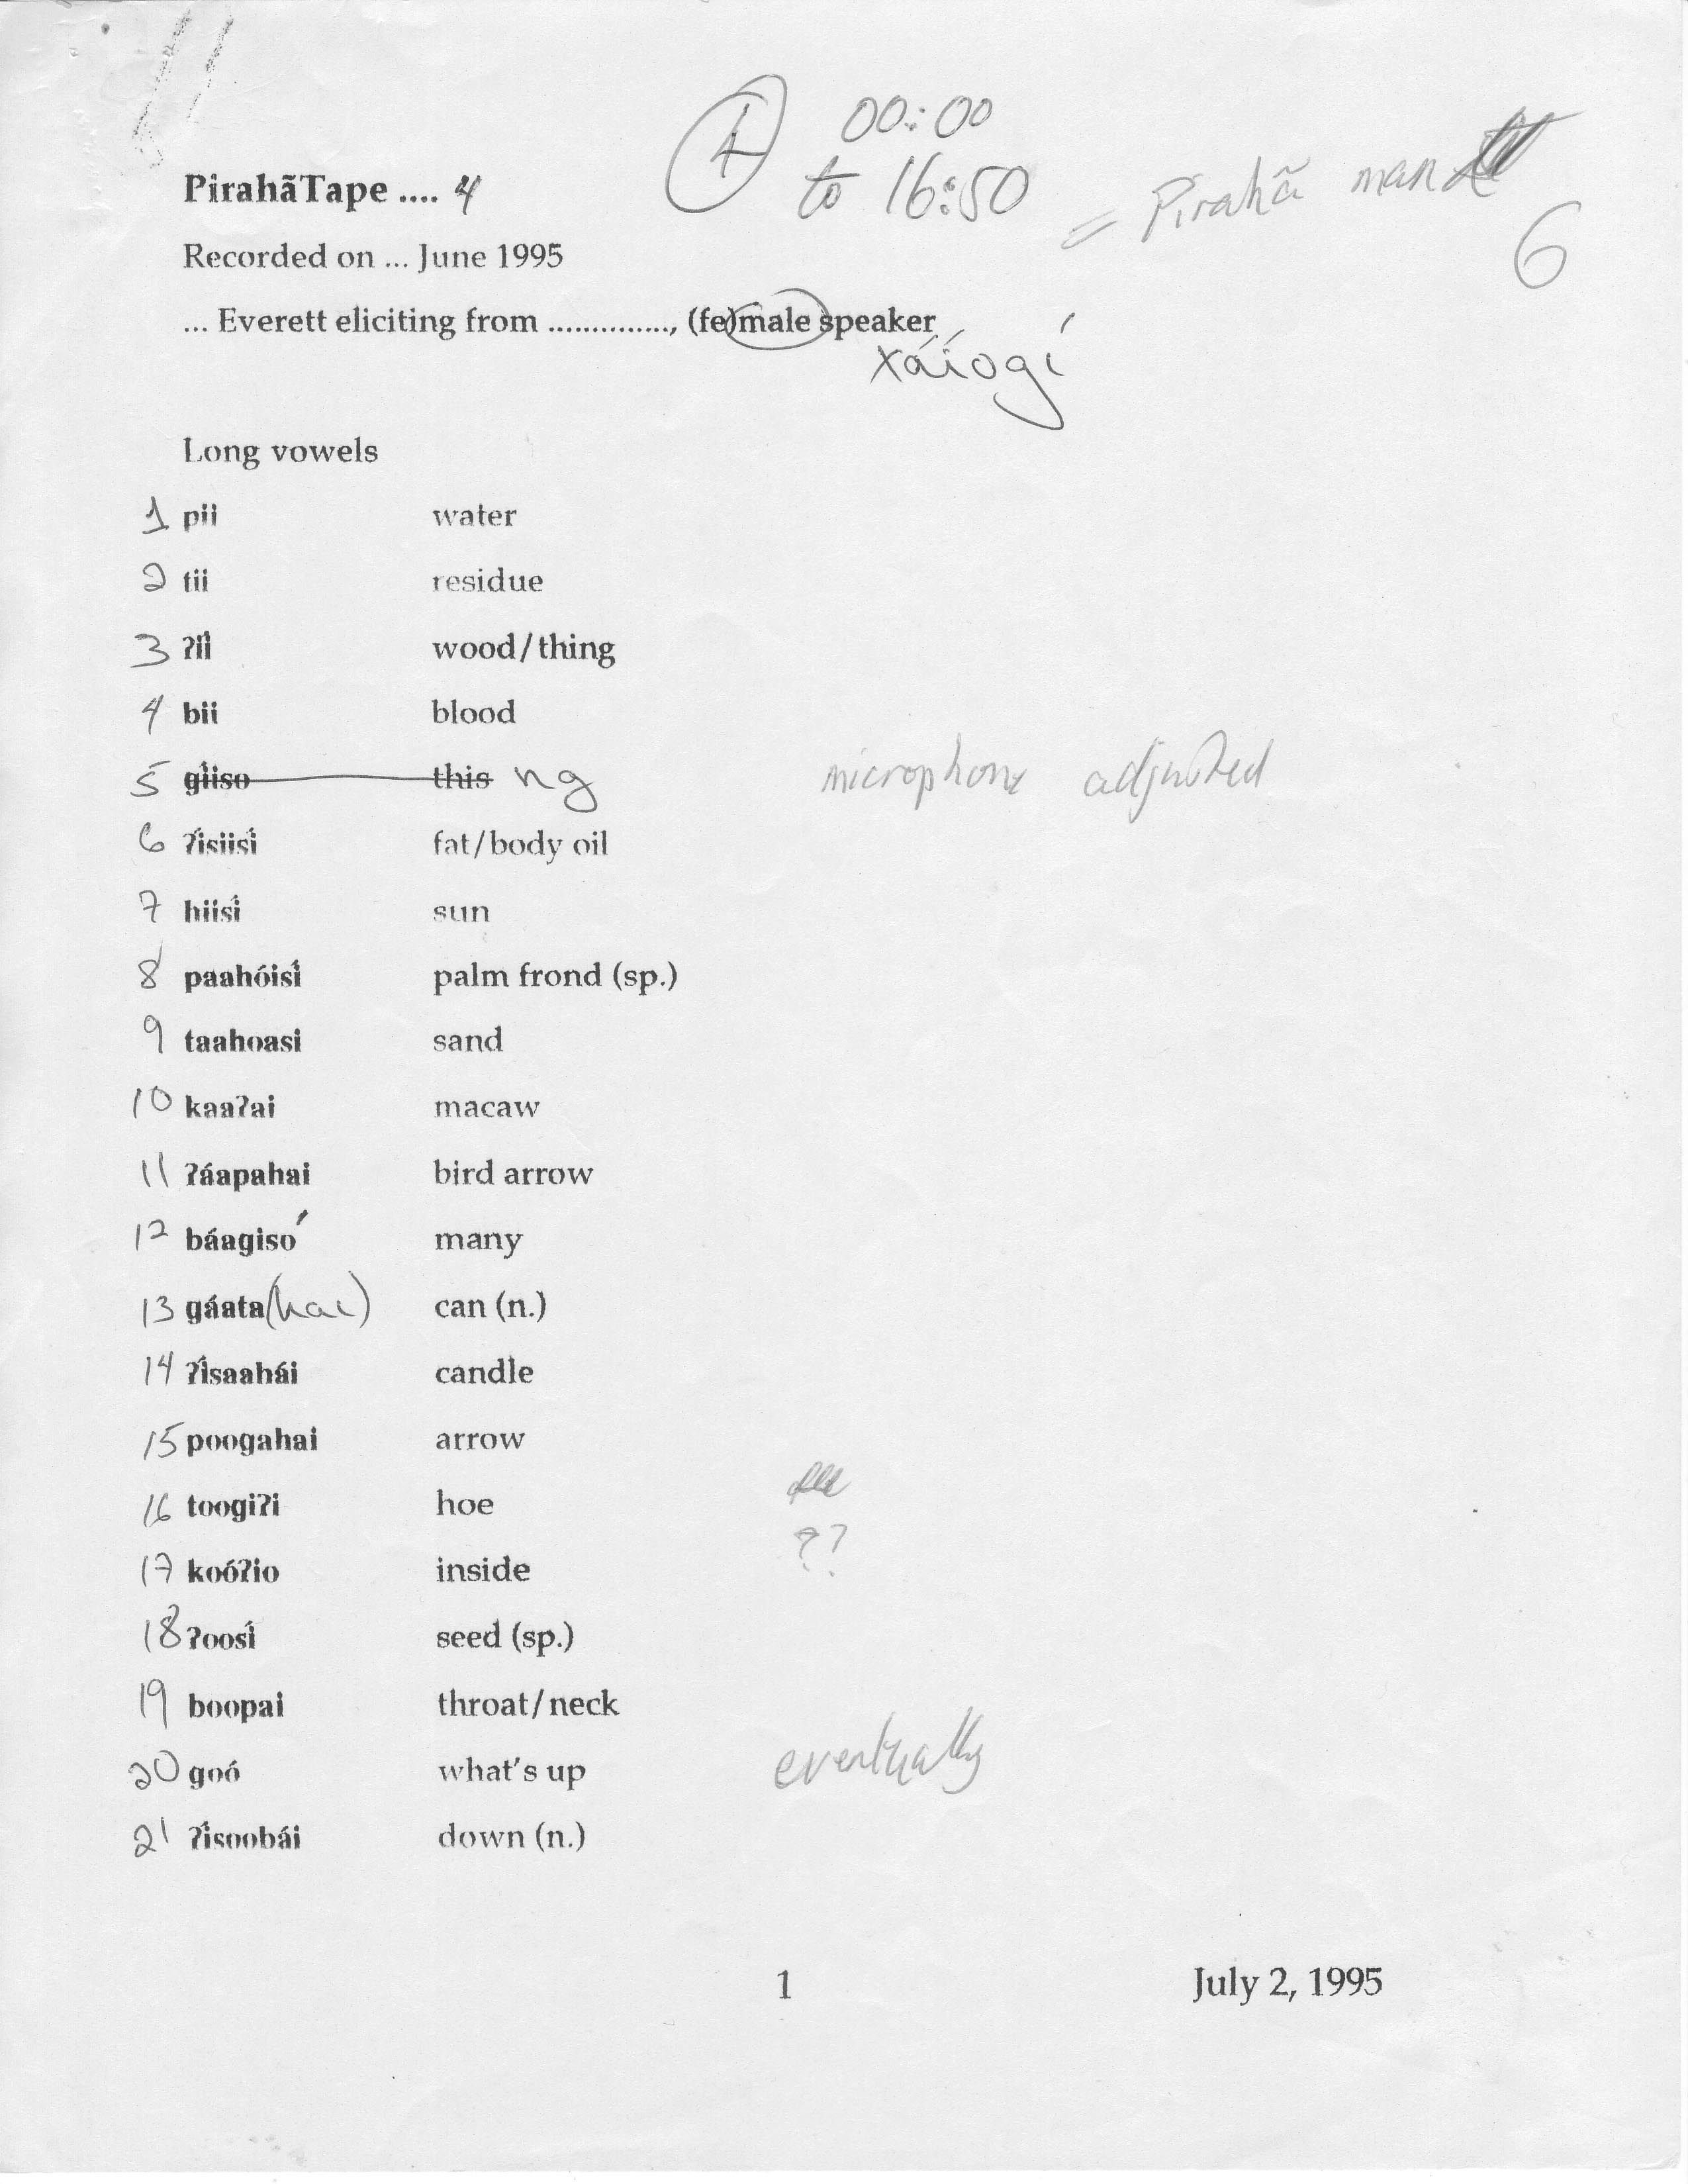 4 00:00
PirahãTape .... 4 to 16:50 = Pirahã man
6
Recorded on ... June 1995
... Everett eliciting from .............., (fe)male speaker
xáíogí
Long vowels
1 pii water
2 tii residue
3 ʔíi wood/thing
4 bii blood
5 gíiso this ng microphone adjusted
6 ʔísiisí fat/body oil
7 hiisí sun
8 paahóisí palm frond (sp.)
9 taahoasi sand
10 kaaʔai macaw
11 ʔáapahai bird arrow
12 báagisó many
13 gáata(hai) can (n.)
14 ʔísaahái candle
15 poogahai arrow
16 toogiʔi hoe
??
17 koóʔio inside
18 ʔoosí seed (sp.)
19 boopai throat/neck
20 goó what's up eventually
21 ʔísoobái down (n.)
1 July 2, 1995